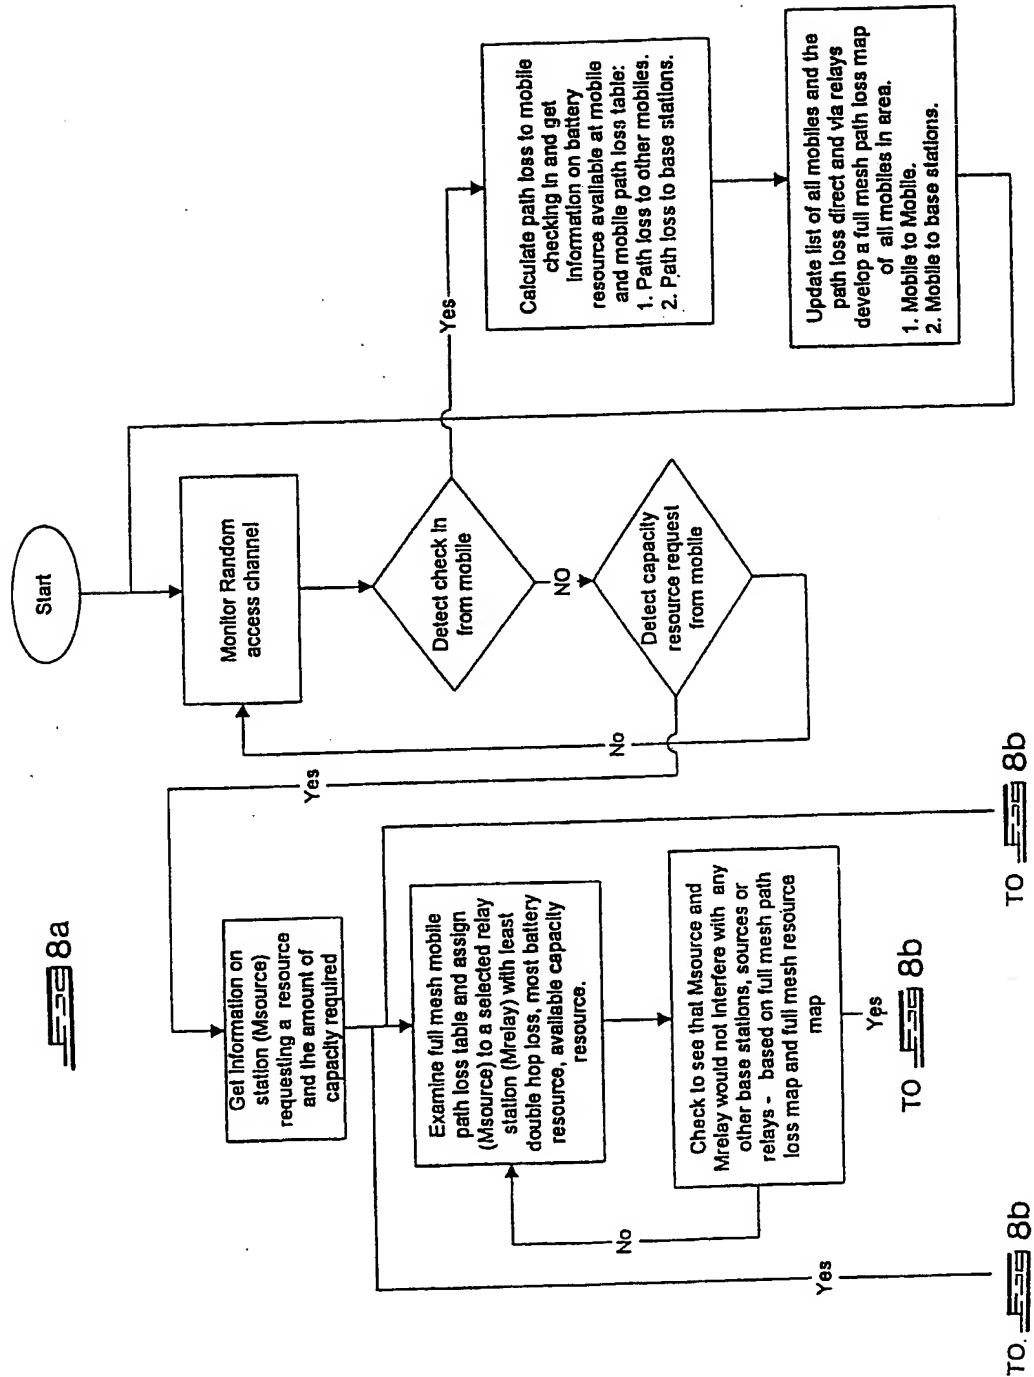 Fig 8a
Start
Monitor Random
access channel
Detect check in
from mobile
Yes
NO
Calculate path loss to mobile
checking in and get
information on battery
resource available at mobile
and mobile path loss table:
1. Path loss to other mobiles.
2. Path loss to base stations.
Update list of all mobiles and the
path loss direct and via relays
develop a full mesh path loss map
of all mobiles in area.
1. Mobile to Mobile.
2. Mobile to base stations.
Detect capacity
resource request
from mobile
No
Yes
Get Information on
station (Msource)
requesting a resource
and the amount of
capacity required
Examine full mesh mobile
path loss table and assign
(Msource) to a selected relay
station (Mrelay) with least
double hop loss, most battery
resource, available capacity
resource.
Check to see that Msource and
Mrelay would not interfere with any
other base stations, sources or
relays - based on full mesh path
loss map and full mesh resource
map
No
Yes
Yes
TO. Fig 8b
TO Fig 8b
TO Fig 8b